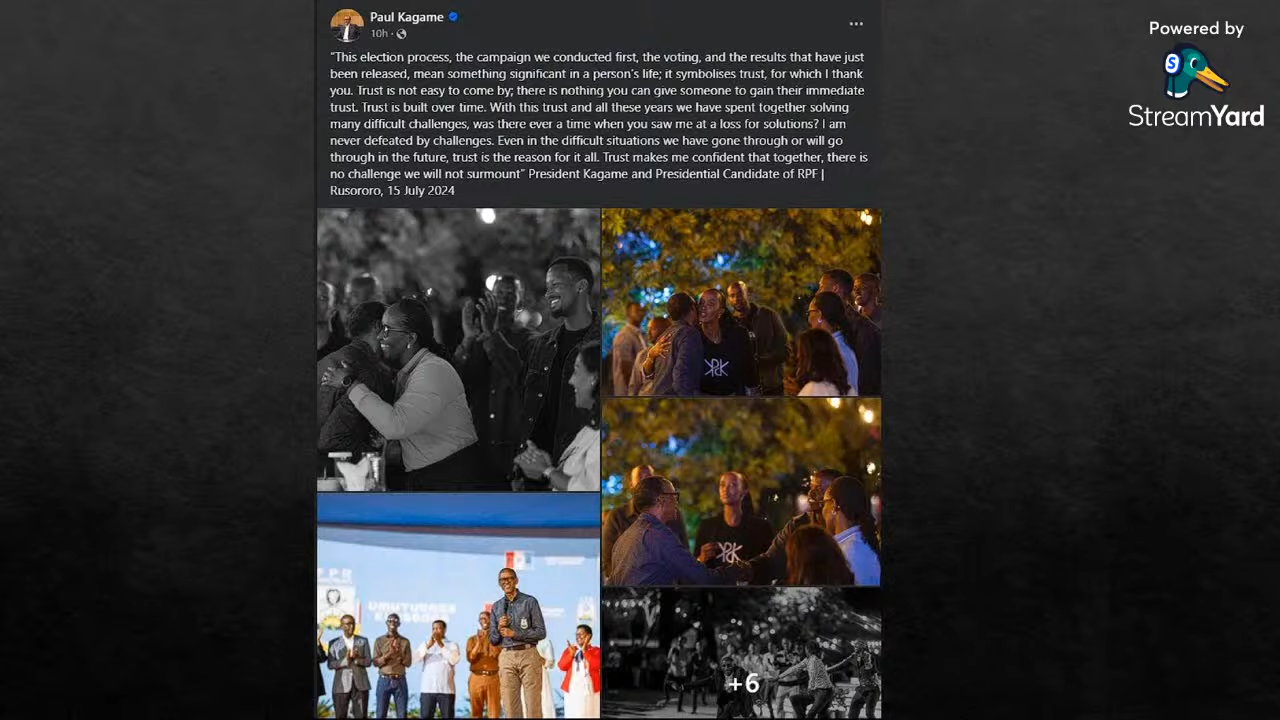 Paul Kagame
10h
Powered by
StreamYard
“This election process, the campaign we conducted first, the voting, and the results that have just
been released, mean something significant in a person's life; it symbolises trust, for which I thank
you. Trust is not easy to come by; there is nothing you can give someone to gain their immediate
trust. Trust is built over time. With this trust and all these years we have spent together solving
many difficult challenges, was there ever a time when you saw me at a loss for solutions? I am
never defeated by challenges. Even in the difficult situations we have gone through or will go
through in the future, trust is the reason for it all. Trust makes me confident that together, there is
no challenge we will not surmount” President Kagame and Presidential Candidate of RPF |
Rusororo, 15 July 2024
+6